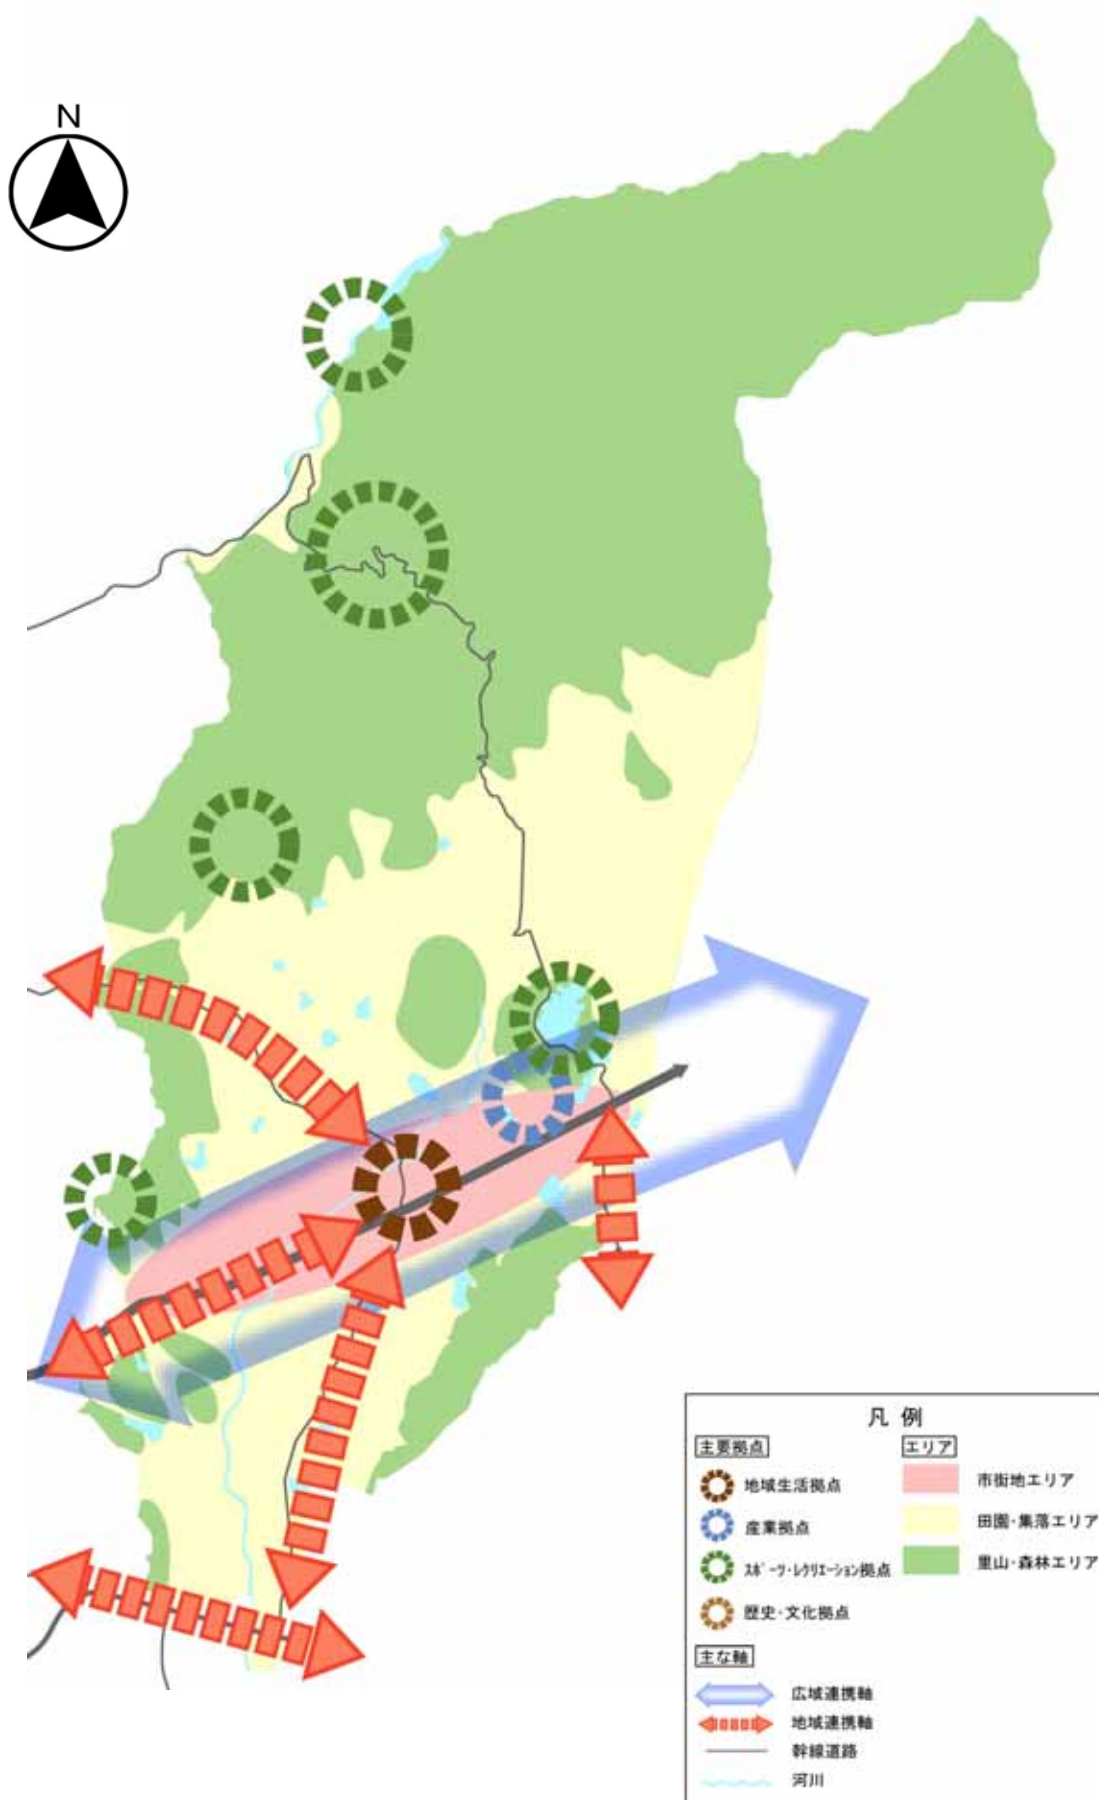 N
凡 例
主要拠点
エリア
地域生活拠点
市街地エリア
産業拠点
田園・集落エリア
スポーツ・レクリエーション拠点
里山・森林エリア
歴史・文化拠点
主な軸
広域連携軸
地域連携軸
幹線道路
河川